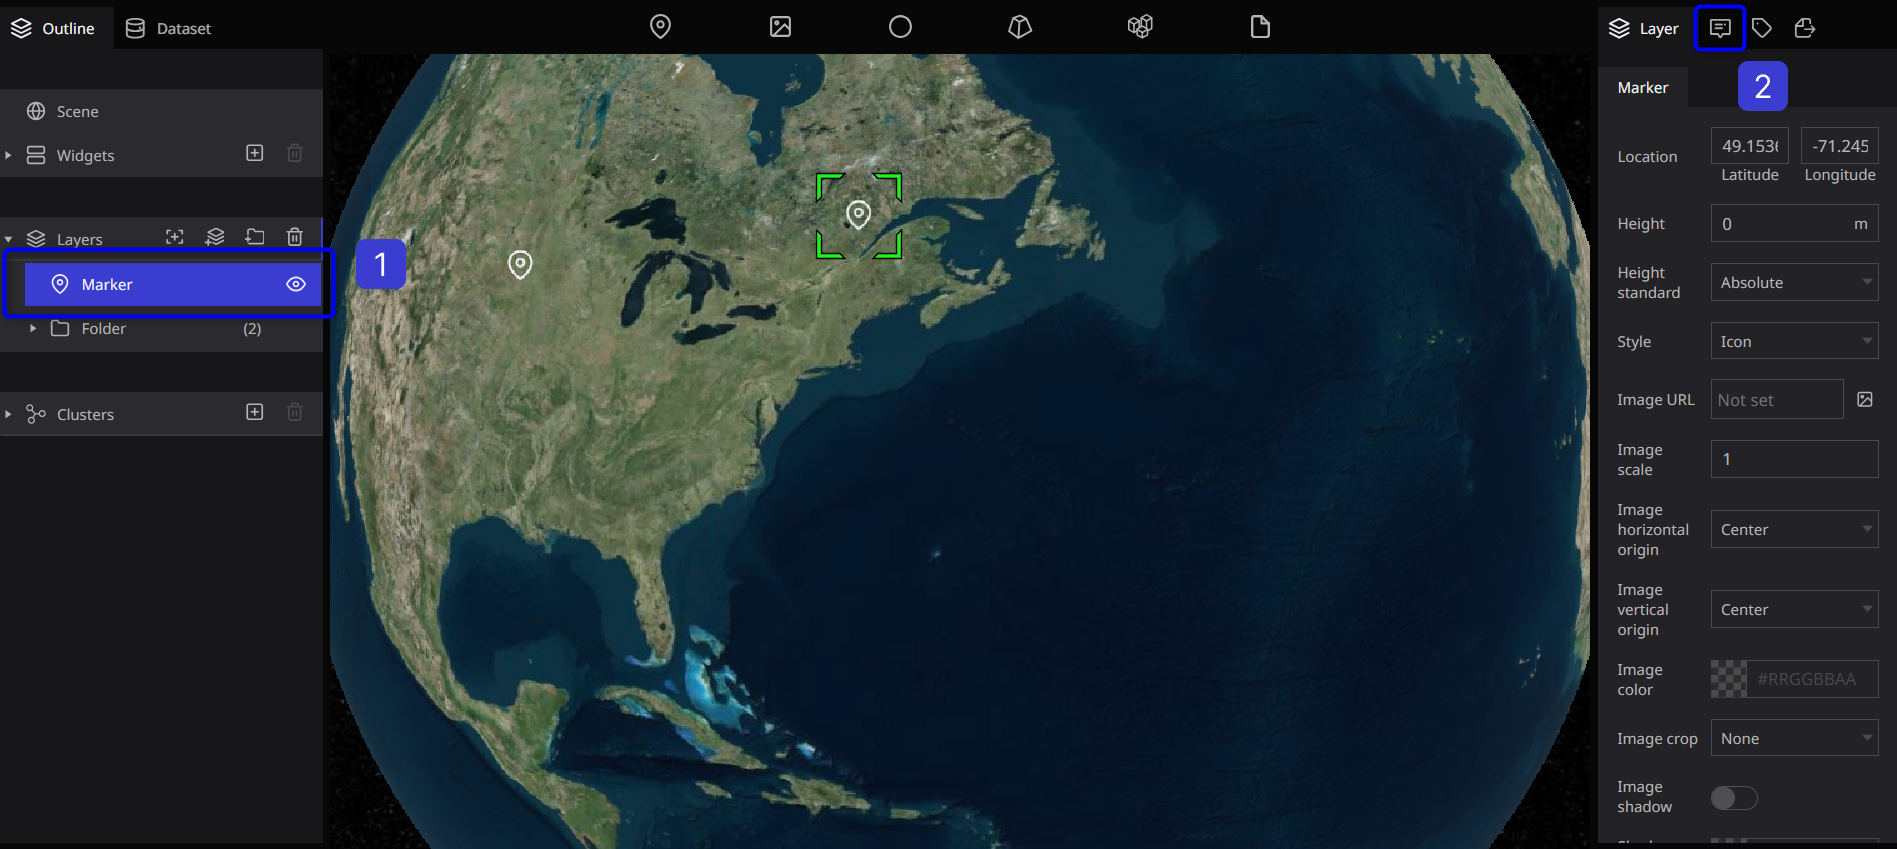 Outline
Dataset
Layer
Scene
Widgets
Layers
Marker
Folder
(2)
Clusters
1
2
Marker
Location
-71.245
Latitude
Longitude
Height
0
m
Height
standard
Absolute
Style
Icon
Image URL
Not set
Image
scale
1
Image
horizontal
origin
Center
Image
vertical
origin
Center
Image
color
#RRGGBBAA
Image crop
None
Image
shadow